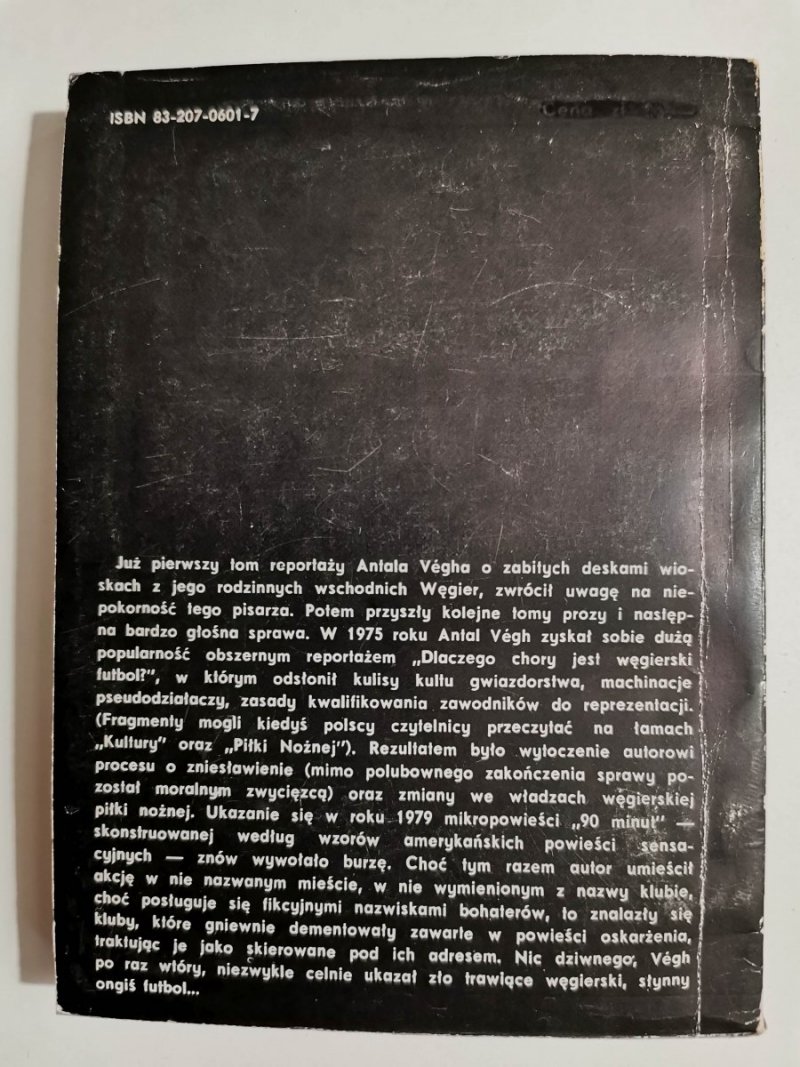 ISBN 83-207-0601-7
Cena zł
Już pierwszy tom reportaży Antala Végha o zabitych deskami wio-
skach z jego rodzinnych wschodnich Węgier, zwrócił uwagę na nie-
pokorność tego pisarza. Potem przyszły kolejne tomy prozy i następ-
na bardzo głośna sprawa. W 1975 roku Antal Végh zyskał sobie dużą
popularność obszernym reportażem „Dlaczego chory jest węgierski
futbol?", w którym odsłonił kulisy kultu gwiazdorstwa, machinacje
pseudodziałaczy, zasady kwalifikowania zawodników do reprezentacji.
(Fragmenty mogli kiedyś polscy czytelnicy przeczytać na łamach
„Kultury" oraz „Piłki Nożnej"). Rezultatem było wytoczenie autorowi
procesu o zniesławienie (mimo polubownego zakończenia sprawy po-
został moralnym zwycięzcą) oraz zmiany we władzach węgierskiej
piłki nożnej. Ukazanie się w roku 1979 mikropowieści „90 minut" —
skonstruowanej według wzorów amerykańskich powieści sensa-
cyjnych — znów wywołało burzę. Choć tym razem autor umieścił
akcję w nie nazwanym mieście, w nie wymienionym z nazwy klubie,
choć posługuje się fikcyjnymi nazwiskami bohaterów, to znalazły się
kluby, które gniewnie dementowały zawarte w powieści oskarżenia,
traktując je jako skierowane pod ich adresem. Nic dziwnego, Végh
po raz wtóry, niezwykle celnie ukazał zło trawiące węgierski, słynny
ongiś futbol...